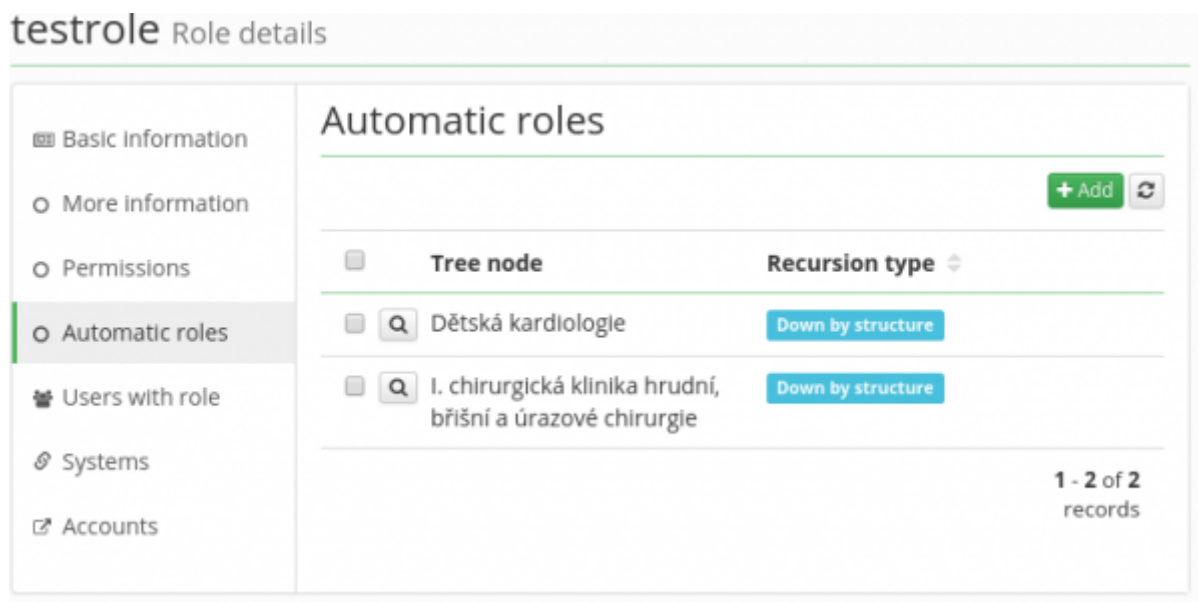 testrole Role details
Basic information
More information
Permissions
Automatic roles
Users with role
Systems
Accounts
Automatic roles
Add
Tree node Recursion type
Dětská kardiologie Down by structure
I. chirurgická klinika hrudní, Down by structure
břišní a úrazové chirurgie
1 - 2 of 2
records